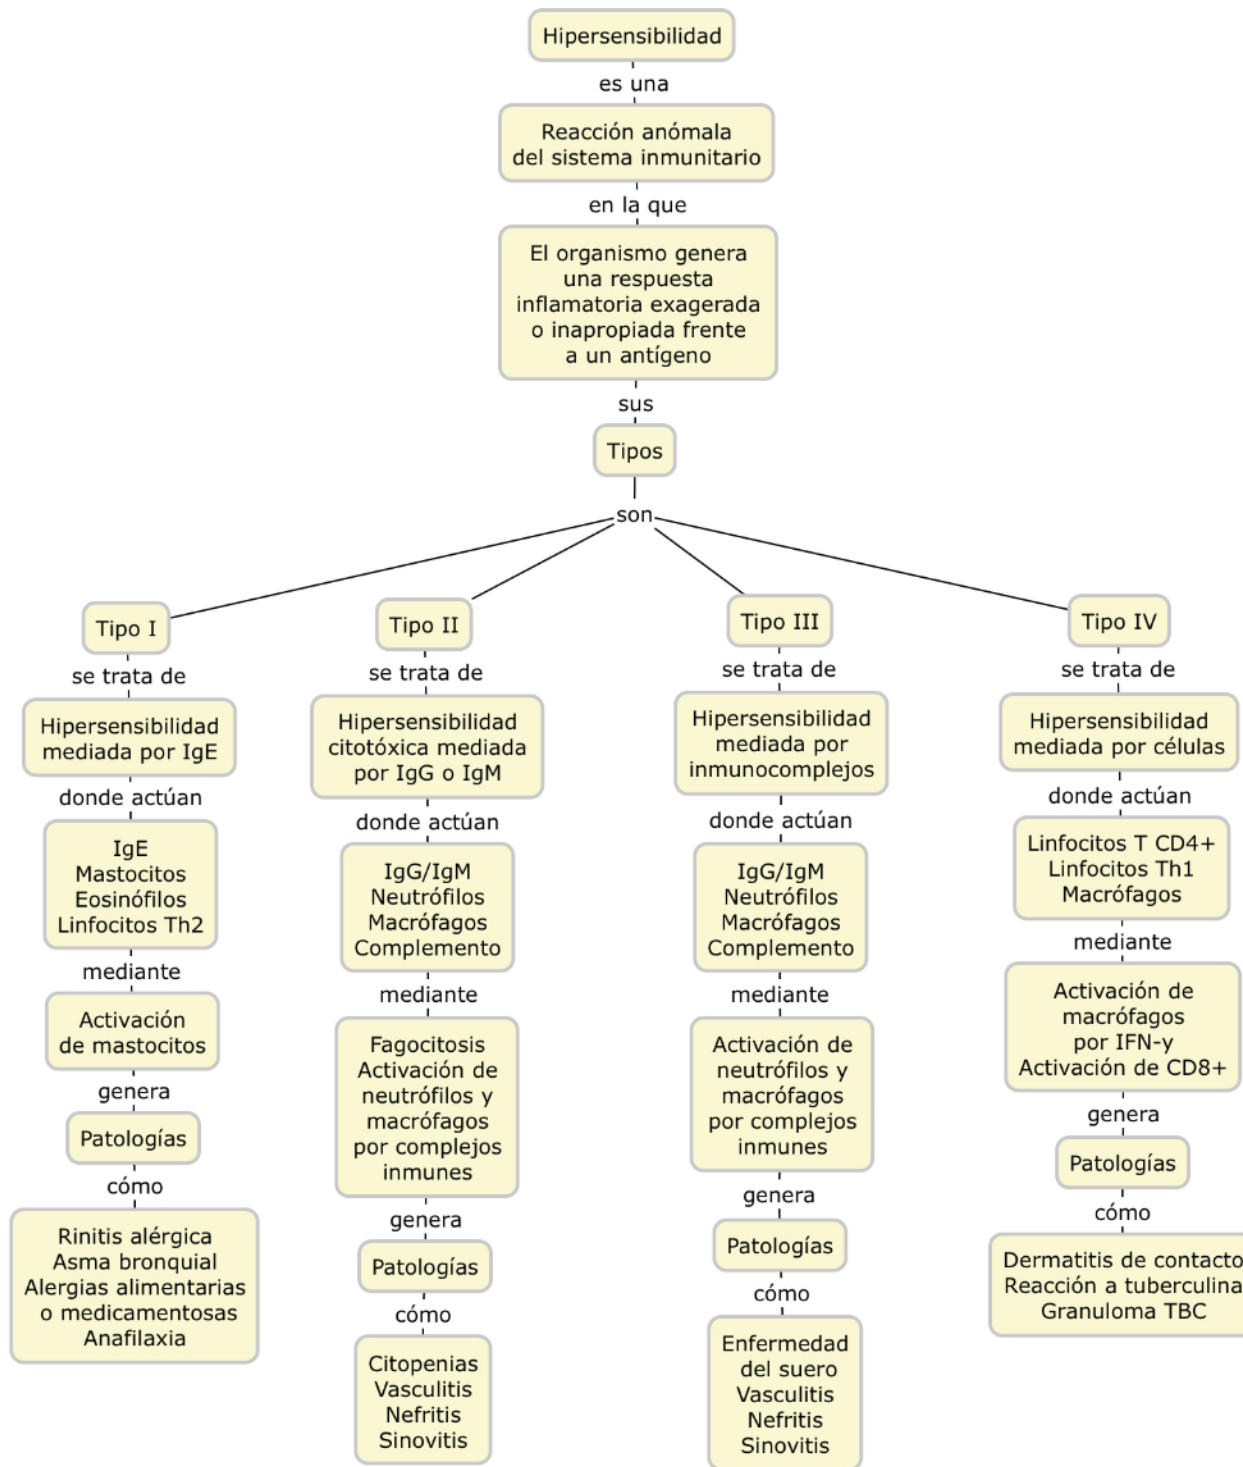 Hipersensibilidad
es una
Reacción anómala
del sistema inmunitario
en la que
El organismo genera
una respuesta
inflamatoria exagerada
o inapropiada frente
a un antígeno
sus
Tipos
son
Tipo I
se trata de
Hipersensibilidad
mediada por IgE
donde actúan
IgE
Mastocitos
Eosinófilos
Linfocitos Th2
mediante
Activación
de mastocitos
genera
Patologías
cómo
Rinitis alérgica
Asma bronquial
Alergias alimentarias
o medicamentosas
Anafilaxia
Tipo II
se trata de
Hipersensibilidad
citotóxica mediada
por IgG o IgM
donde actúan
IgG/IgM
Neutrófilos
Macrófagos
Complemento
mediante
Fagocitosis
Activación de
neutrófilos y
macrófagos
por complejos
inmunes
genera
Patologías
cómo
Citopenias
Vasculitis
Nefritis
Sinovitis
Tipo III
se trata de
Hipersensibilidad
mediada por
inmunocomplejos
donde actúan
IgG/IgM
Neutrófilos
Macrófagos
Complemento
mediante
Activación de
neutrófilos y
macrófagos
por complejos
inmunes
genera
Patologías
cómo
Enfermedad
del suero
Vasculitis
Nefritis
Sinovitis
Tipo IV
se trata de
Hipersensibilidad
mediada por células
donde actúan
Linfocitos T CD4+
Linfocitos Th1
Macrófagos
mediante
Activación de
macrófagos
por IFN-y
Activación de CD8+
genera
Patologías
cómo
Dermatitis de contacto
Reacción a tuberculina
Granuloma TBC